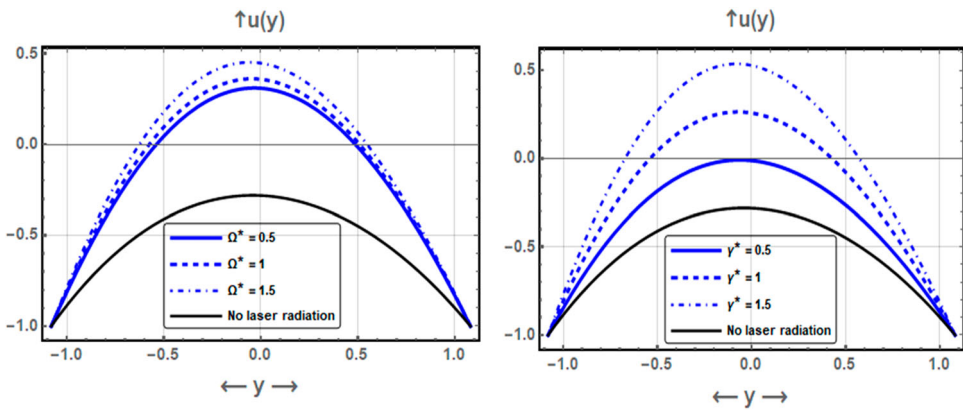 ↑u(y)
0.5
0.0
−0.5
−1.0
Ω* = 0.5
Ω* = 1
Ω* = 1.5
No laser radiation
−1.0 −0.5 0.0 0.5 1.0
← y →
↑u(y)
0.5
0.0
−0.5
−1.0
γ* = 0.5
γ* = 1
γ* = 1.5
No laser radiation
−1.0 −0.5 0.0 0.5 1.0
← y →